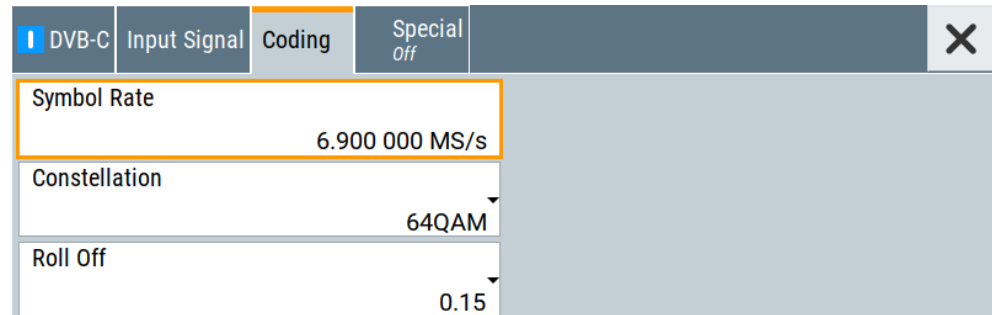 DVB-C
Input Signal
Coding
Special
Off
Symbol Rate
6.900 000 MS/s
Constellation
64QAM
Roll Off
0.15